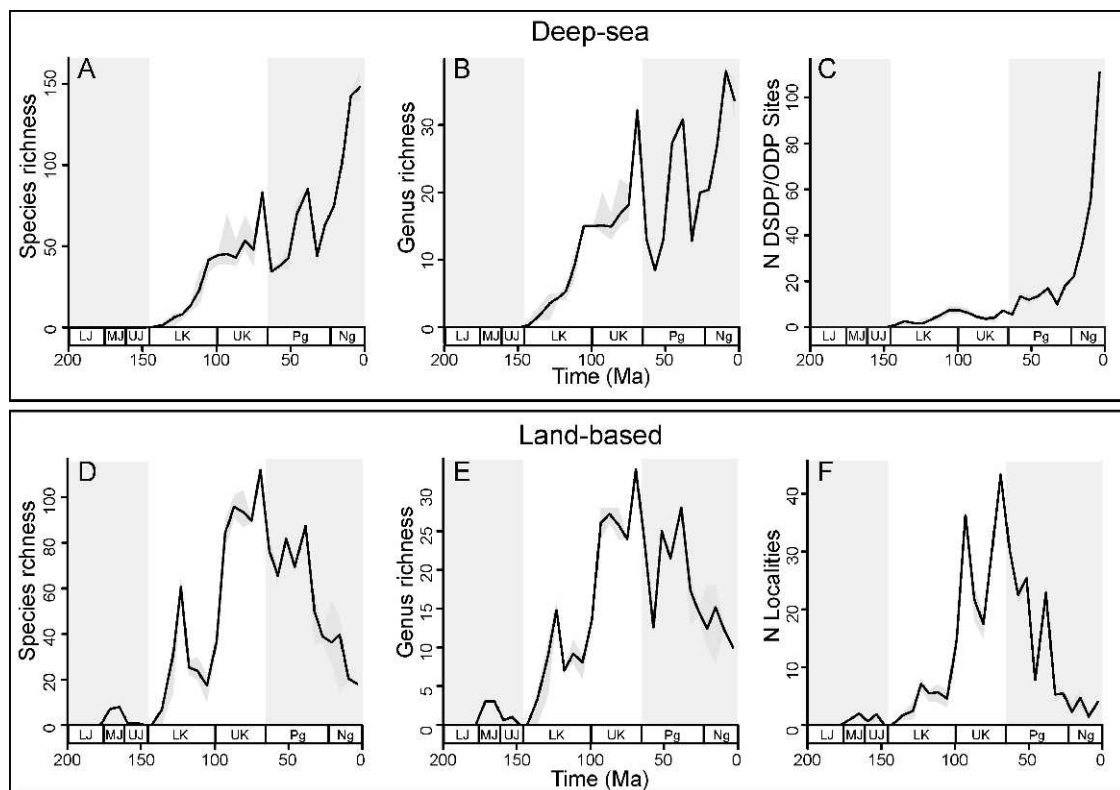 Deep-sea
A
Species richness
0 50 100 150
LJ MJ UJ LK UK Pg Ng
200 150 100 50 0
B
Genus richness
0 10 20 30
LJ MJ UJ LK UK Pg Ng
200 150 100 50 0
Time (Ma)
C
N DSDP/ODP Sites
0 20 40 60 80 100
LJ MJ UJ LK UK Pg Ng
200 150 100 50 0
Land-based
D
Species rchness
0 20 40 60 80 100
LJ MJ UJ LK UK Pg Ng
200 150 100 50 0
E
Genus richness
0 5 10 15 20 25 30
LJ MJ UJ LK UK Pg Ng
200 150 100 50 0
Time (Ma)
F
N Localities
0 10 20 30 40
LJ MJ UJ LK UK Pg Ng
200 150 100 50 0